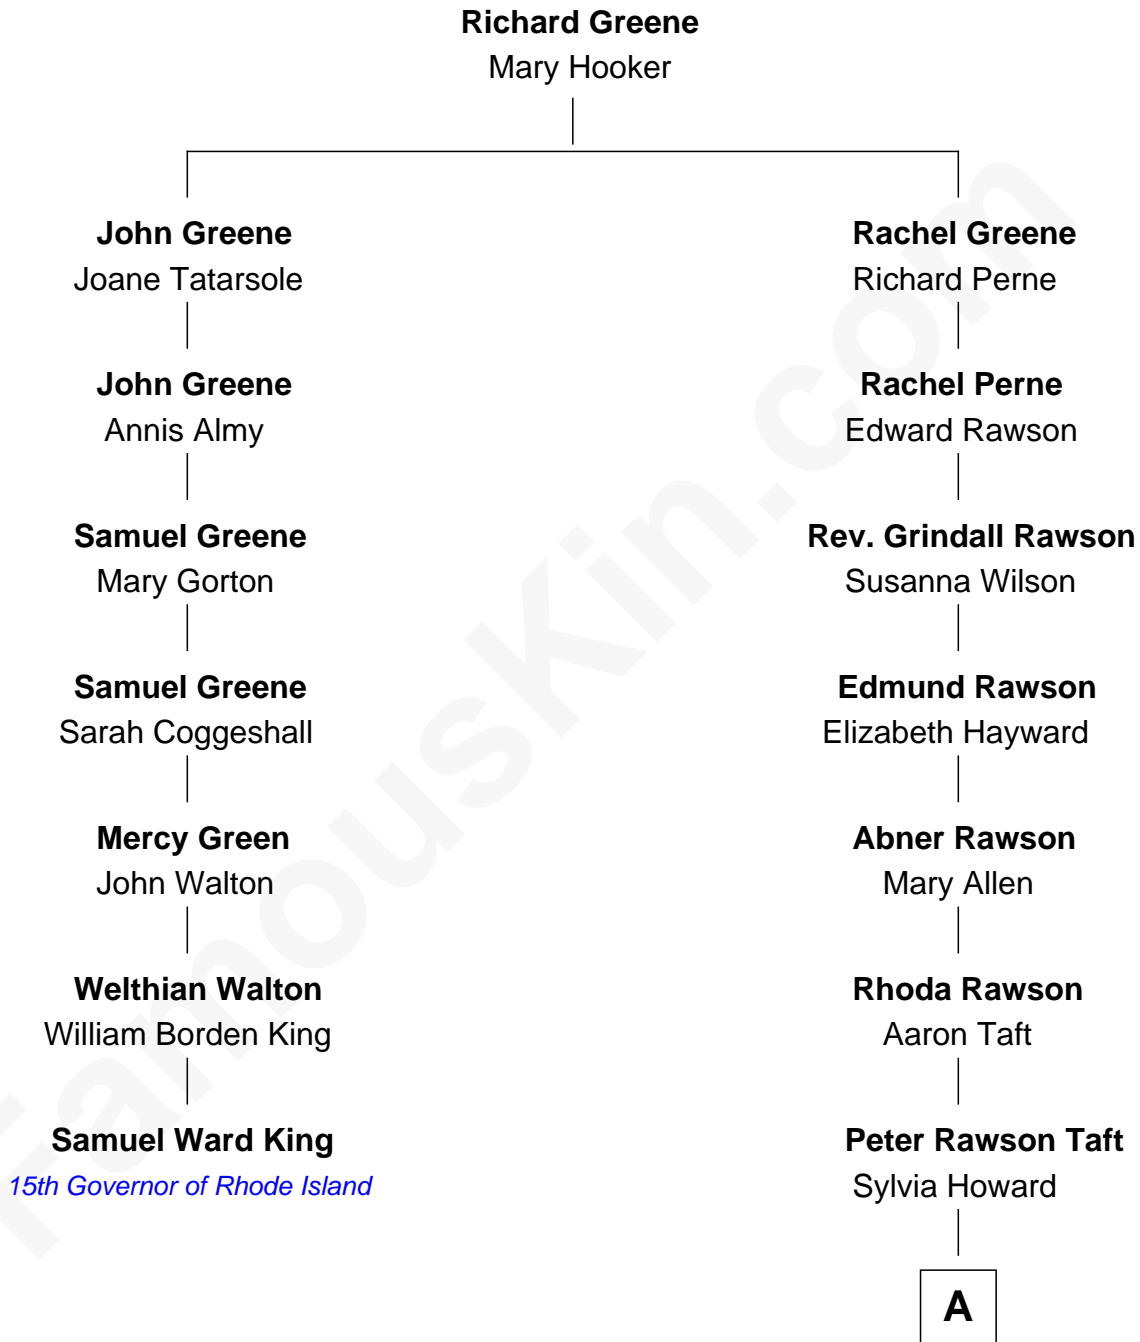 Richard Greene
Mary Hooker
John Greene
Joane Tatarsole
John Greene
Annis Almy
Samuel Greene
Mary Gorton
Samuel Greene
Sarah Coggeshall
Mercy Green
John Walton
Welthian Walton
William Borden King
Samuel Ward King
15th Governor of Rhode Island
Rachel Greene
Richard Perne
Rachel Perne
Edward Rawson
Rev. Grindall Rawson
Susanna Wilson
Edmund Rawson
Elizabeth Hayward
Abner Rawson
Mary Allen
Rhoda Rawson
Aaron Taft
Peter Rawson Taft
Sylvia Howard
A
FamousKin.com